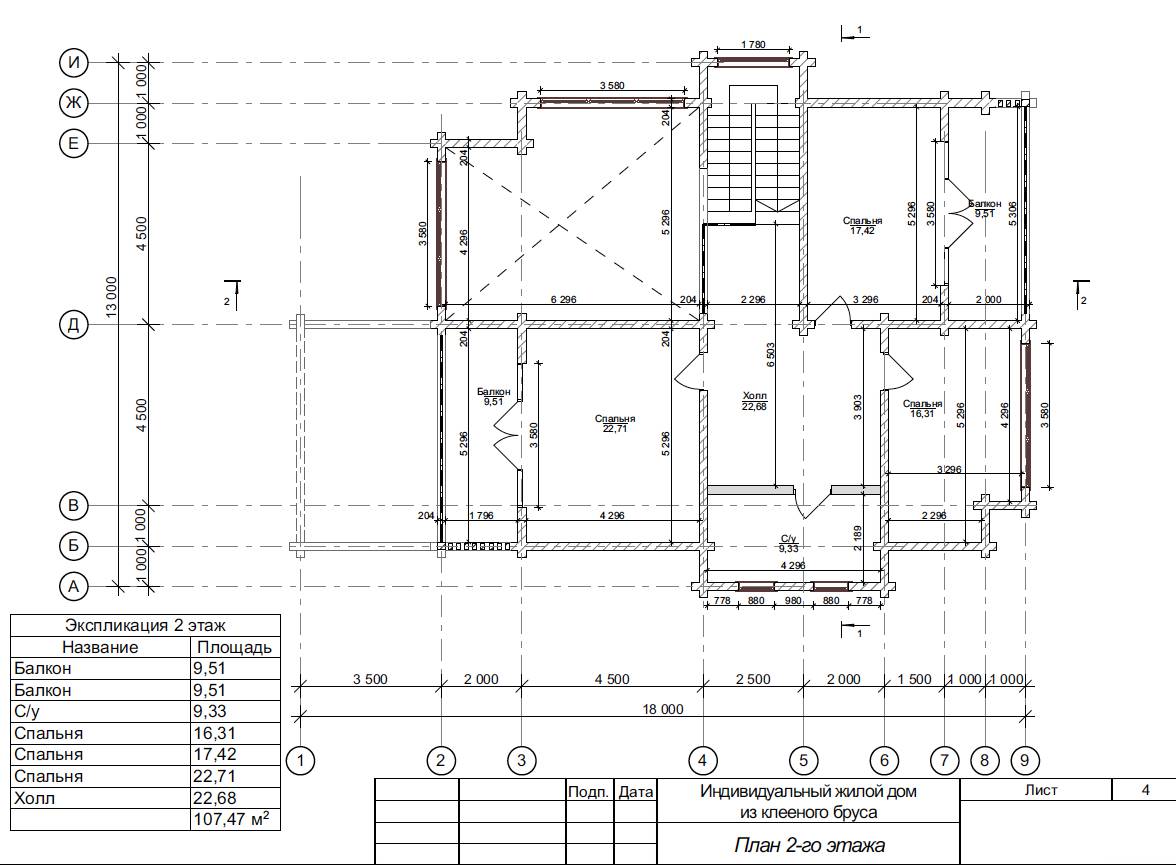 1
1 780
И
1 000
3 580
Ж
204
1 000
Е
204
Балкон
9,51
3 580
4 296
5 296
Спальня
17,42
5 296
3 580
5 306
4 500
13 000
2
2
6 296
204
2 296
3 296
204
2 000
Д
204
204
6 503
Балкон
9,51
Холл
22,68
3 903
Спальня
16,31
5 296
4 296
3 580
4 500
Спальня
22,71
3 580
5 296
5 296
3 296
В
204
1 796
4 296
2 296
1 000
С/у
9,33
2 189
Б
1 000
4 296
А
778
880
980
880
778
1
Экспликация 2 этаж
Название Площадь
Балкон 9,51
Балкон 9,51
С/у 9,33
Спальня 16,31
Спальня 17,42
Спальня 22,71
Холл 22,68
107,47 м²
3 500
2 000
4 500
2 500
2 000
1 500
1 000
1 000
18 000
1
2
3
4
5
6
7
8
9
Подп. Дата
Индивидуальный жилой дом
из клееного бруса
План 2-го этажа
Лист 4